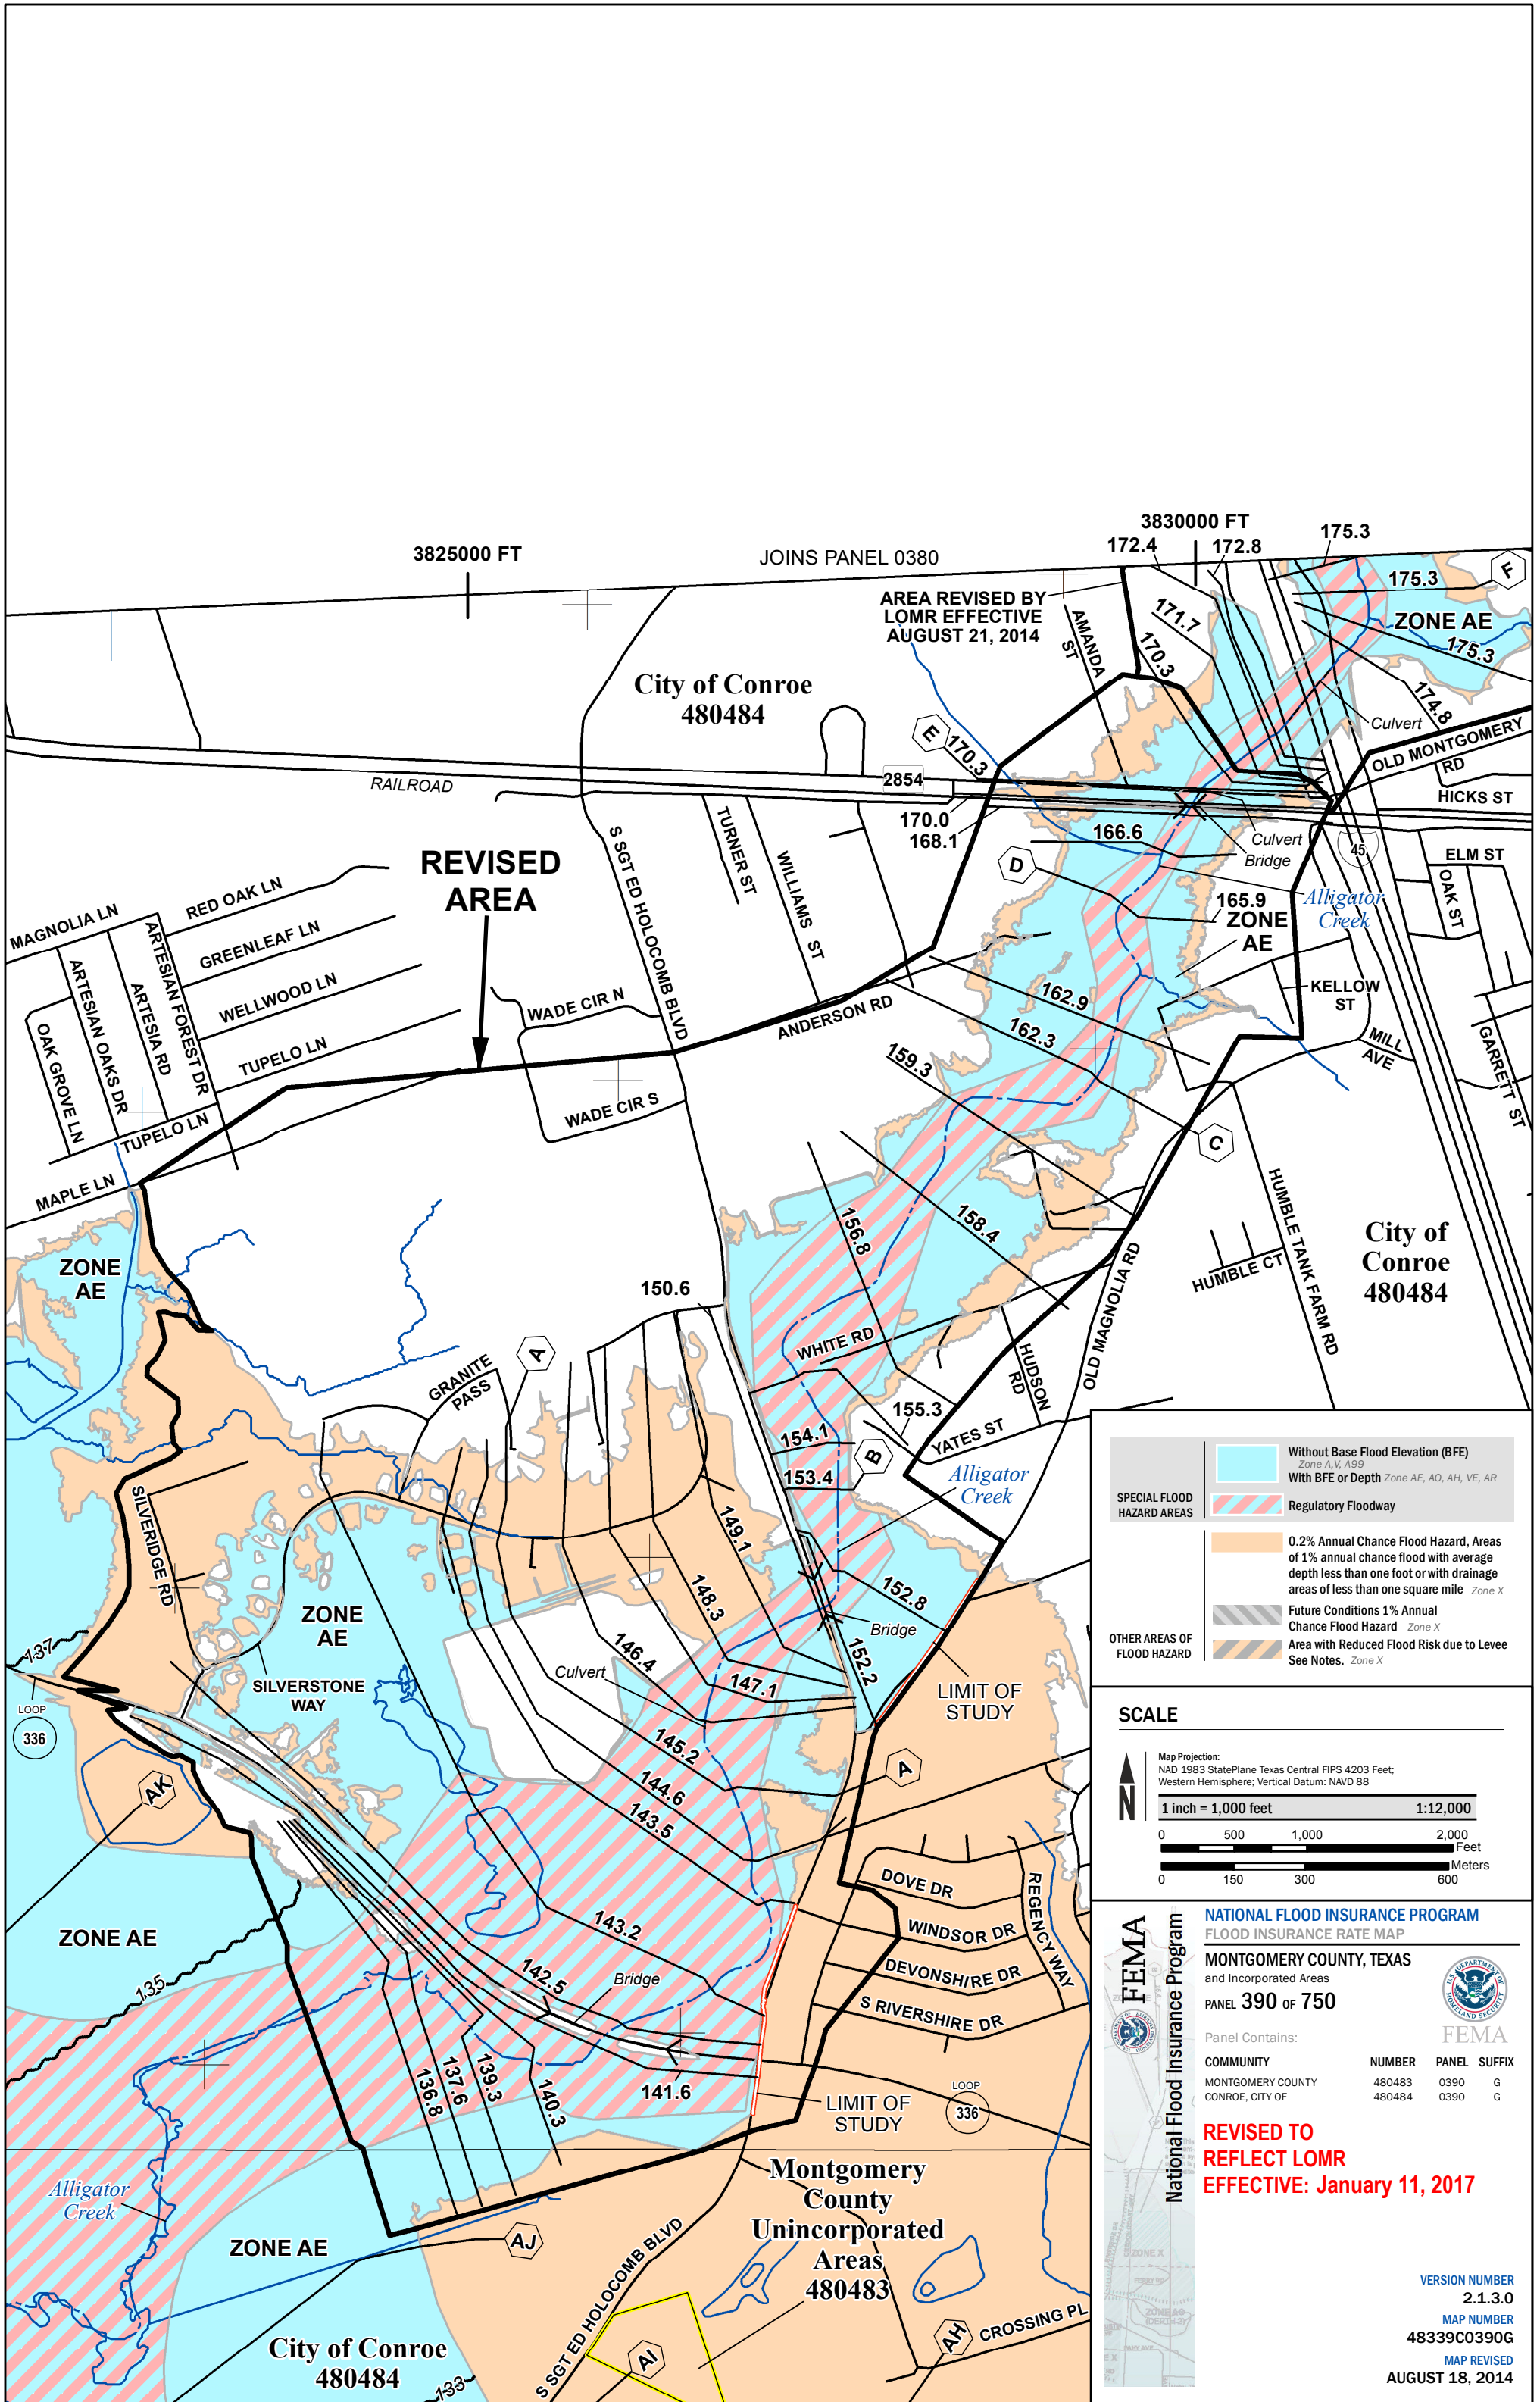 3825000 FT
JOINS PANEL 0380
3830000 FT
172.4
172.8
175.3
175.3
F
ZONE AE
175.3
AREA REVISED BY
LOMR EFFECTIVE
AUGUST 21, 2014
AMANDA
ST
171.7
170.3
174.8
Culvert
City of Conroe
480484
E
170.3
OLD MONTGOMERY
RD
RAILROAD
2854
HICKS ST
170.0
168.1
166.6
Culvert
Bridge
45
ELM ST
OAK ST
D
165.9
ZONE
AE
Alligator
Creek
REVISED
AREA
S SGT ED HOLOCOMB BLVD
TURNER ST
WILLIAMS ST
MAGNOLIA LN
RED OAK LN
GREENLEAF LN
WELLWOOD LN
TUPELO LN
ARTESIAN FOREST DR
ARTESIA RD
ARTESIAN OAKS DR
OAK GROVE LN
TUPELO LN
MAPLE LN
WADE CIR N
WADE CIR S
ANDERSON RD
162.9
162.3
159.3
KELLOW
ST
MILL
AVE
GARRETT ST
C
HUMBLE TANK FARM RD
HUMBLE CT
City of
Conroe
480484
156.8
158.4
OLD MAGNOLIA RD
ZONE
AE
150.6
WHITE RD
HUDSON
RD
A
GRANITE
PASS
155.3
YATES ST
154.1
B
153.4
Alligator
Creek
SILVERIDGE RD
149.1
148.3
152.8
Bridge
152.2
ZONE
AE
146.4
147.1
Culvert
137
SILVERSTONE
WAY
LIMIT OF
STUDY
LOOP
336
145.2
144.6
143.5
A
AK
DOVE DR
WINDSOR DR
DEVONSHIRE DR
S RIVERSHIRE DR
REGENCY WAY
ZONE AE
143.2
142.5
Bridge
135
136.8
137.6
139.3
140.3
141.6
LIMIT OF
STUDY
LOOP
336
Alligator
Creek
ZONE AE
AJ
Montgomery
County
Unincorporated
Areas
480483
S SGT ED HOLOCOMB BLVD
City of Conroe
480484
133
AI
AH
CROSSING PL
SPECIAL FLOOD
HAZARD AREAS
Without Base Flood Elevation (BFE)
Zone A,V, A99
With BFE or Depth Zone AE, AO, AH, VE, AR
Regulatory Floodway
OTHER AREAS OF
FLOOD HAZARD
0.2% Annual Chance Flood Hazard, Areas
of 1% annual chance flood with average
depth less than one foot or with drainage
areas of less than one square mile Zone X
Future Conditions 1% Annual
Chance Flood Hazard Zone X
Area with Reduced Flood Risk due to Levee
See Notes. Zone X
SCALE
N
Map Projection:
NAD 1983 StatePlane Texas Central FIPS 4203 Feet;
Western Hemisphere; Vertical Datum: NAVD 88
1 inch = 1,000 feet 1:12,000
0 500 1,000 2,000
Feet
Meters
0 150 300 600
FEMA
National Flood Insurance Program
NATIONAL FLOOD INSURANCE PROGRAM
FLOOD INSURANCE RATE MAP
MONTGOMERY COUNTY, TEXAS
and Incorporated Areas
PANEL 390 OF 750
U.S. DEPARTMENT OF
HOMELAND SECURITY
FEMA
Panel Contains:
COMMUNITY NUMBER PANEL SUFFIX
MONTGOMERY COUNTY 480483 0390 G
CONROE, CITY OF 480484 0390 G
REVISED TO
REFLECT LOMR
EFFECTIVE: January 11, 2017
VERSION NUMBER
2.1.3.0
MAP NUMBER
48339C0390G
MAP REVISED
AUGUST 18, 2014